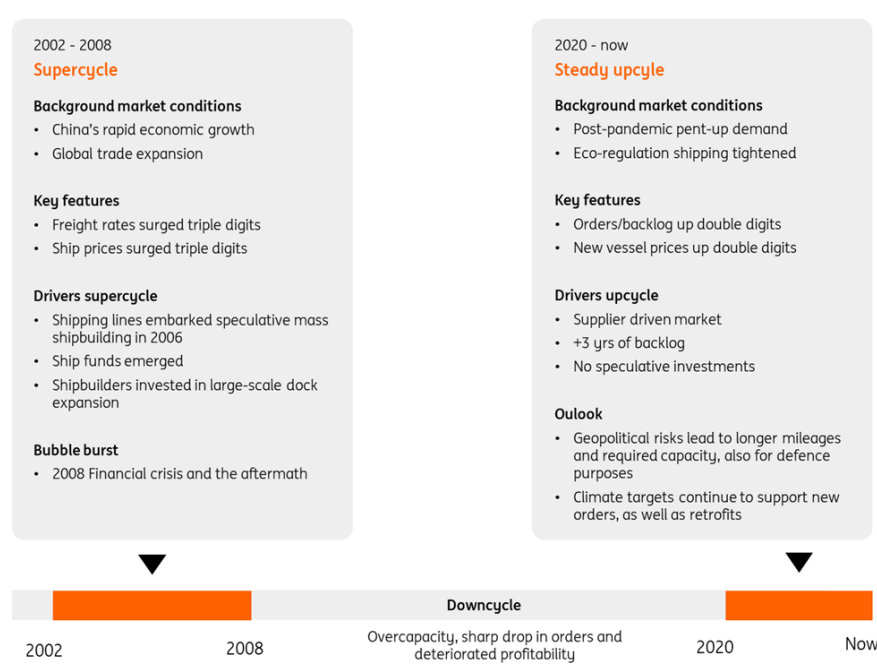 2002 - 2008
Supercycle
Background market conditions
• China's rapid economic growth
• Global trade expansion
Key features
• Freight rates surged triple digits
• Ship prices surged triple digits
Drivers supercycle
• Shipping lines embarked speculative mass
shipbuilding in 2006
• Ship funds emerged
• Shipbuilders invested in large-scale dock
expansion
Bubble burst
• 2008 Financial crisis and the aftermath
2020 - now
Steady upcyle
Background market conditions
• Post-pandemic pent-up demand
• Eco-regulation shipping tightened
Key features
• Orders/backlog up double digits
• New vessel prices up double digits
Drivers upcycle
• Supplier driven market
• +3 yrs of backlog
• No speculative investments
Oulook
• Geopolitical risks lead to longer mileages
and required capacity, also for defence
purposes
• Climate targets continue to support new
orders, as well as retrofits
Downcycle
2002
2008
Overcapacity, sharp drop in orders and
deteriorated profitability
2020
Now